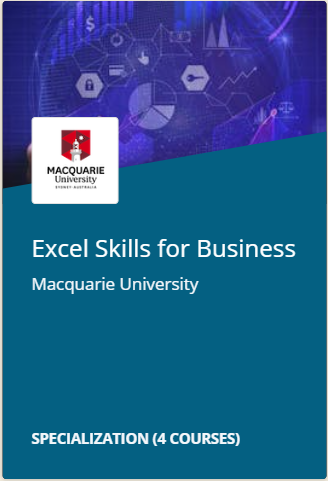 MACQUARIE
University
SYDNEY·AUSTRALIA
Excel Skills for Business
Macquarie University
SPECIALIZATION (4 COURSES)